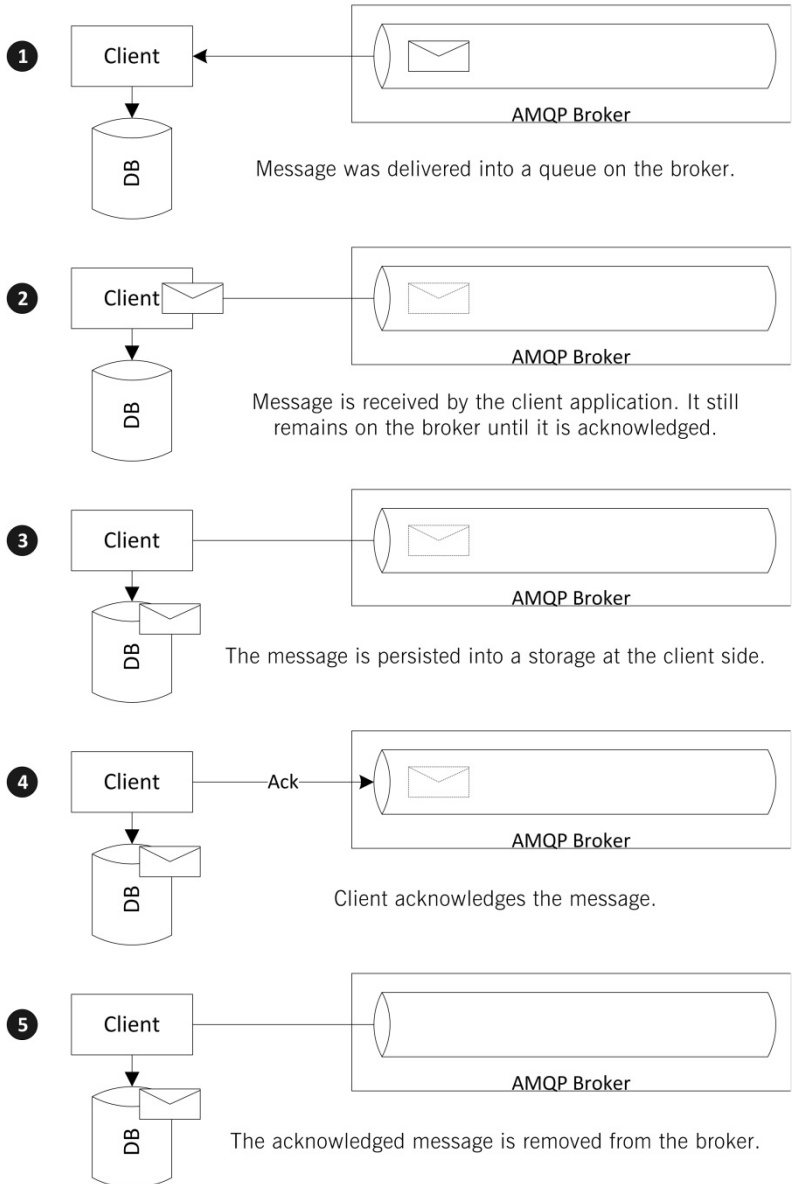 1
Client
DB
AMQP Broker
Message was delivered into a queue on the broker.
2
Client
DB
AMQP Broker
Message is received by the client application. It still
remains on the broker until it is acknowledged.
3
Client
DB
AMQP Broker
The message is persisted into a storage at the client side.
4
Client
Ack
DB
AMQP Broker
Client acknowledges the message.
5
Client
DB
AMQP Broker
The acknowledged message is removed from the broker.